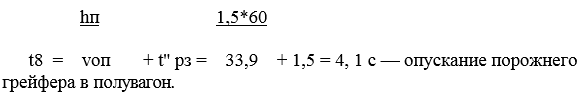 hп 1,5*60
t8 = vоп + t" рз = 33,9 + 1,5 = 4, 1 с — опускание порожнего
грейфера в полувагон.